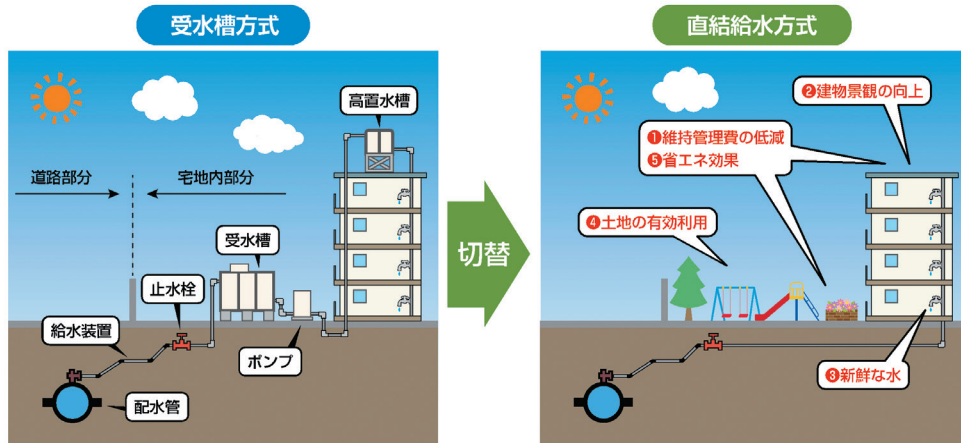 受水槽方式
高置水槽
道路部分
宅地内部分
受水槽
止水栓
給水装置
ポンプ
配水管
切替
直結給水方式
❷建物景観の向上
❶維持管理費の低減
❺省エネ効果
❹土地の有効利用
❸新鮮な水